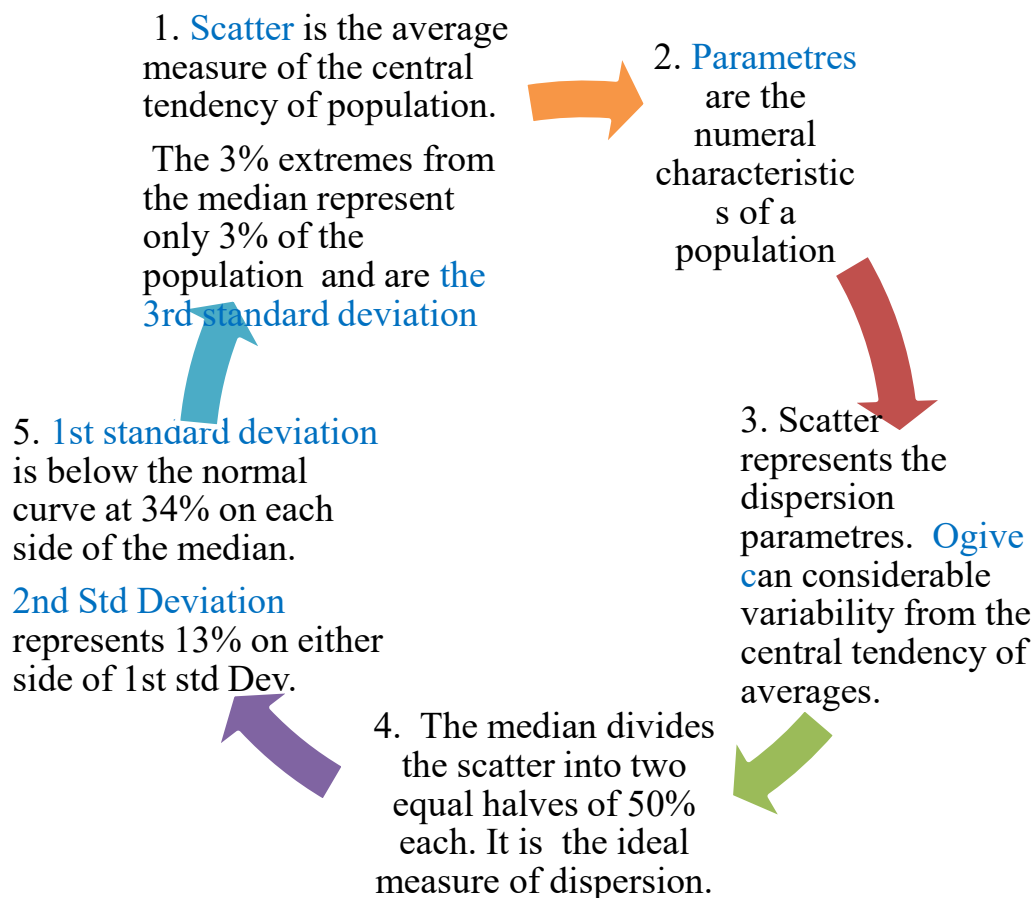 1. Scatter is the average
measure of the central
tendency of population.
The 3% extremes from
the median represent
only 3% of the
population and are the
3rd standard deviation
2. Parametres
are the
numeral
characteristic
s of a
population
3. Scatter
represents the
dispersion
parametres. Ogive
can considerable
variability from the
central tendency of
averages.
4. The median divides
the scatter into two
equal halves of 50%
each. It is the ideal
measure of dispersion.
5. 1st standard deviation
is below the normal
curve at 34% on each
side of the median.
2nd Std Deviation
represents 13% on either
side of 1st std Dev.